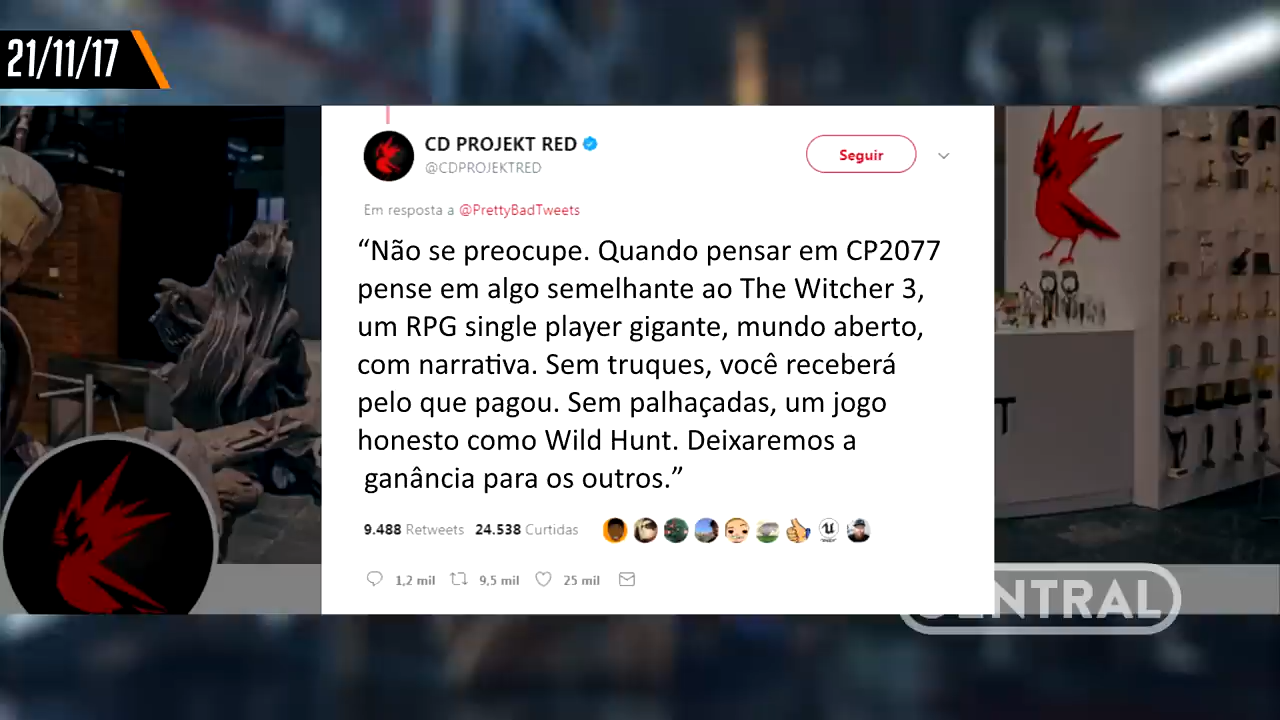 21/11/17
CD PROJEKT RED
@CDPROJEKTRED
Seguir
Em resposta a @PrettyBadTweets
“Não se preocupe. Quando pensar em CP2077
pense em algo semelhante ao The Witcher 3,
um RPG single player gigante, mundo aberto,
com narrativa. Sem truques, você receberá
pelo que pagou. Sem palhaçadas, um jogo
honesto como Wild Hunt. Deixaremos a
ganância para os outros.”
9.488 Retweets 24.538 Curtidas
1,2 mil 9,5 mil 25 mil
CENTRAL